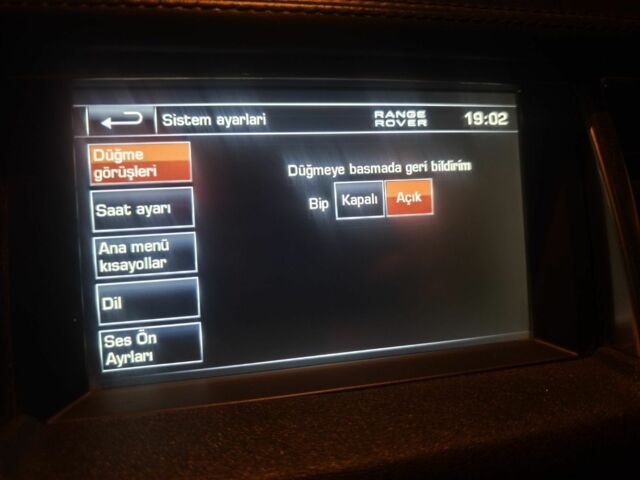 Sistem ayarlari
RANGE
ROVER
19:02
Düğme
görüşleri
Düğmeye basmada geri bildirim
Bip
Kapalı
Açık
Saat ayarı
Ana menü
kısayollar
Dil
Ses Ön
Ayrları